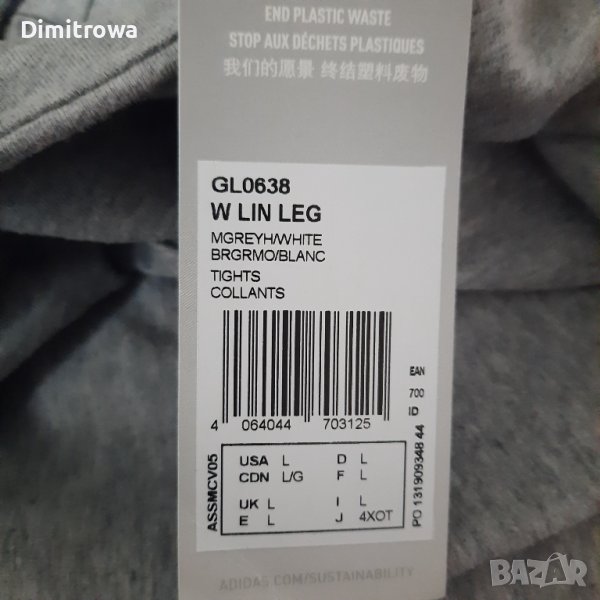 Dimitrowa
END PLASTIC WASTE
STOP AUX DÉCHETS PLASTIQUES
我们的愿景 终结塑料废物
GL0638
W LIN LEG
MGREYH/WHITE
BRGRMO/BLANC
TIGHTS
COLLANTS
EAN
700
ID
4 064044 703125
ASSMCV05
USA L D L
CDN L/G F L
UK L I L
E L J 4XOT
PO 131909348 44
ADIDAS.COM/SUSTAINABILITY
BAZAR